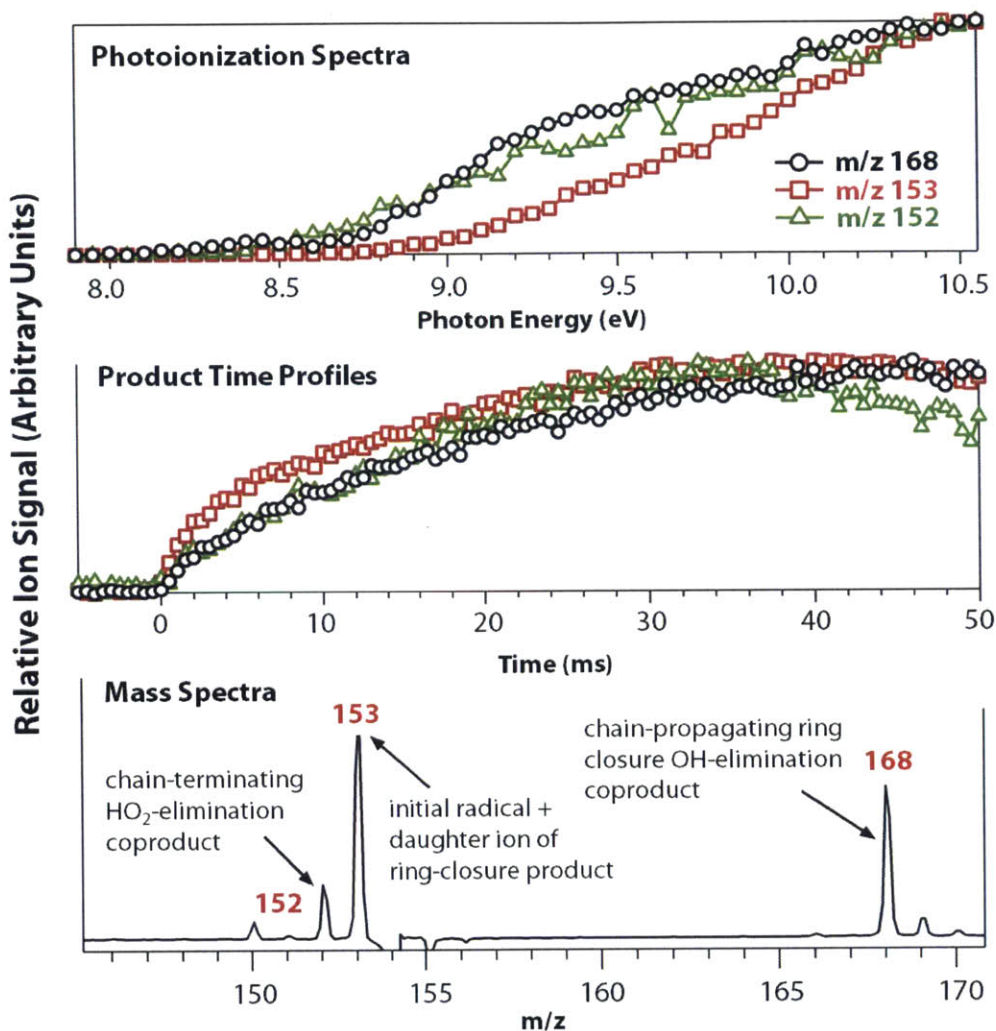 Relative Ion Signal (Arbitrary Units)
Photoionization Spectra
m/z 168
m/z 153
m/z 152
8.0 8.5 9.0 9.5 10.0 10.5
Photon Energy (eV)
Product Time Profiles
0 10 20 30 40 50
Time (ms)
Mass Spectra
153
chain-terminating
HO2-elimination
coproduct
initial radical +
daughter ion of
ring-closure product
chain-propagating ring
closure OH-elimination
coproduct
168
152
150 155 160 165 170
m/z